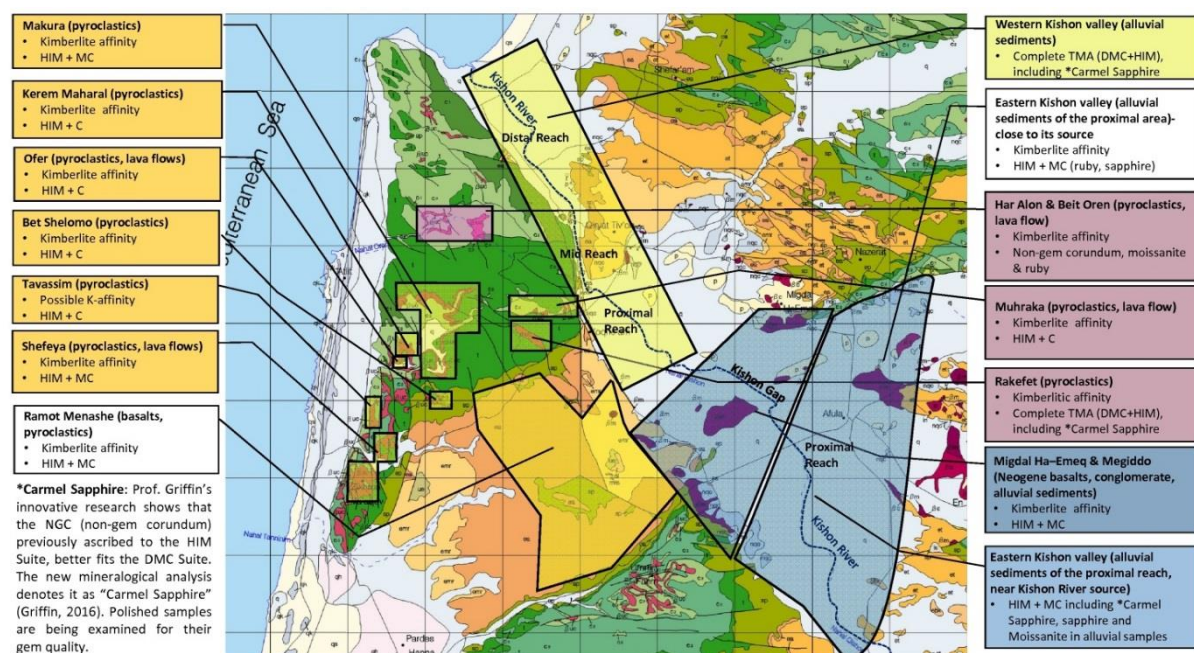 Makura (pyroclastics)
• Kimberlite affinity
• HIM + MC
Kerem Maharal (pyroclastics)
• Kimberlite affinity
• HIM + C
Ofer (pyroclastics, lava flows)
• Kimberlite affinity
• HIM + C
Bet Shelomo (pyroclastics)
• Kimberlite affinity
• HIM + C
Tavassim (pyroclastics)
• Possible K-affinity
• HIM + C
Shefeya (pyroclastics, lava flows)
• Kimberlite affinity
• HIM + MC
Ramot Menashe (basalts,
pyroclastics)
• Kimberlite affinity
• HIM + MC
*Carmel Sapphire: Prof. Griffin's
innovative research shows that
the NGC (non-gem corundum)
previously ascribed to the HIM
Suite, better fits the DMC Suite.
The new mineralogical analysis
denotes it as "Carmel Sapphire"
(Griffin, 2016). Polished samples
are being examined for their
gem quality.
Kishon River
Distal Reach
Mid Reach
Proximal
Reach
Kishon Gap
Afula
Proximal
Reach
Kishon River
Nazerat
Migda
Pardes
Western Kishon valley (alluvial
sediments)
• Complete TMA (DMC+HIM),
including *Carmel Sapphire
Eastern Kishon valley (alluvial
sediments of the proximal area)-
close to its source
• Kimberlite affinity
• HIM + MC (ruby, sapphire)
Har Alon & Beit Oren (pyroclastics,
lava flow)
• Kimberlite affinity
• Non-gem corundum, moissanite
& ruby
Muhraka (pyroclastics, lava flow)
• Kimberlite affinity
• HIM + C
Rakefet (pyroclastics)
• Kimberlitic affinity
• Complete TMA (DMC+HIM),
including *Carmel Sapphire
Migdal Ha–Emeq & Megiddo
(Neogene basalts, conglomerate,
alluvial sediments)
• Kimberlite affinity
• HIM + MC
Eastern Kishon valley (alluvial
sediments of the proximal reach,
near Kishon River source)
• HIM + MC including *Carmel
Sapphire, sapphire and
Moissanite in alluvial samples